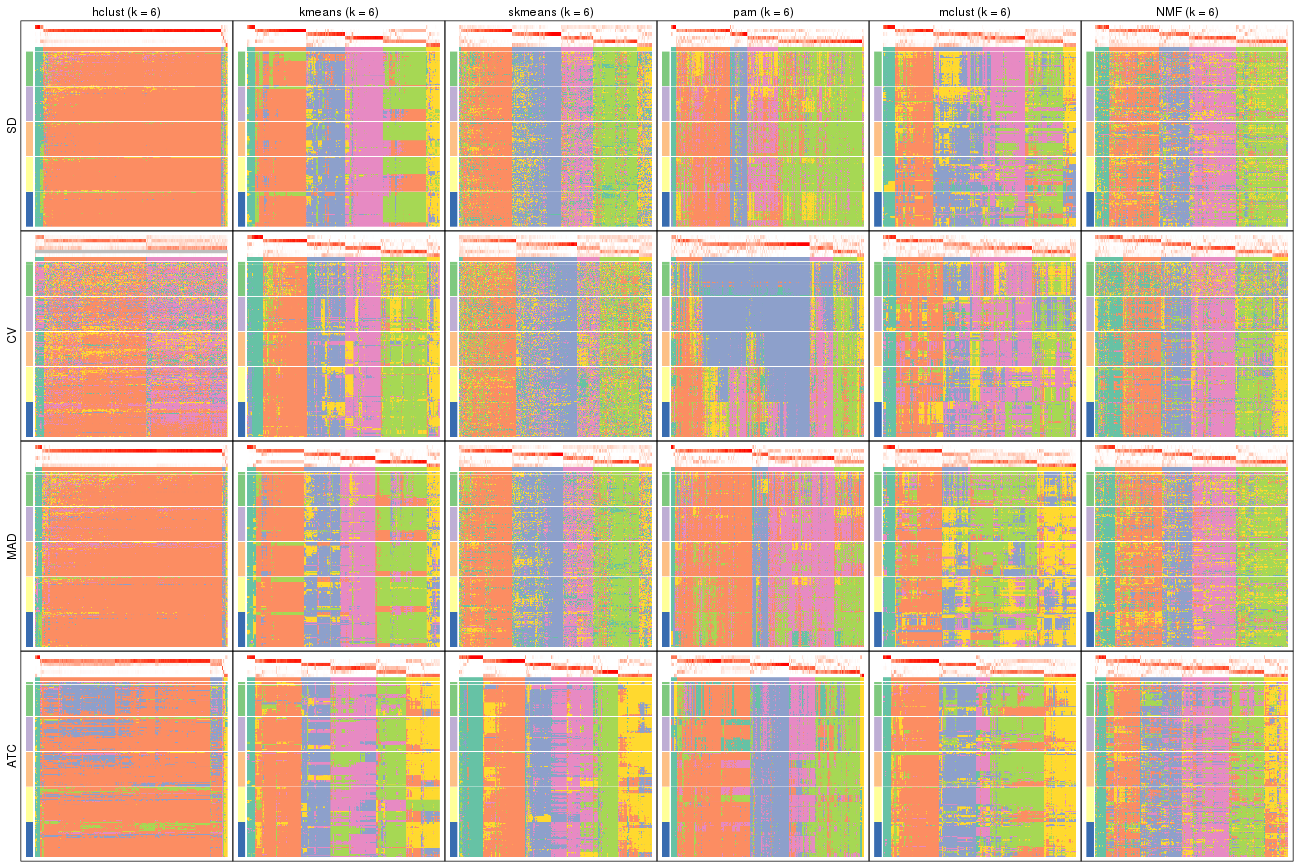 hclust (k = 6) kmeans (k = 6) skmeans (k = 6) pam (k = 6) mclust (k = 6) NMF (k = 6)
SD
CV
MAD
ATC